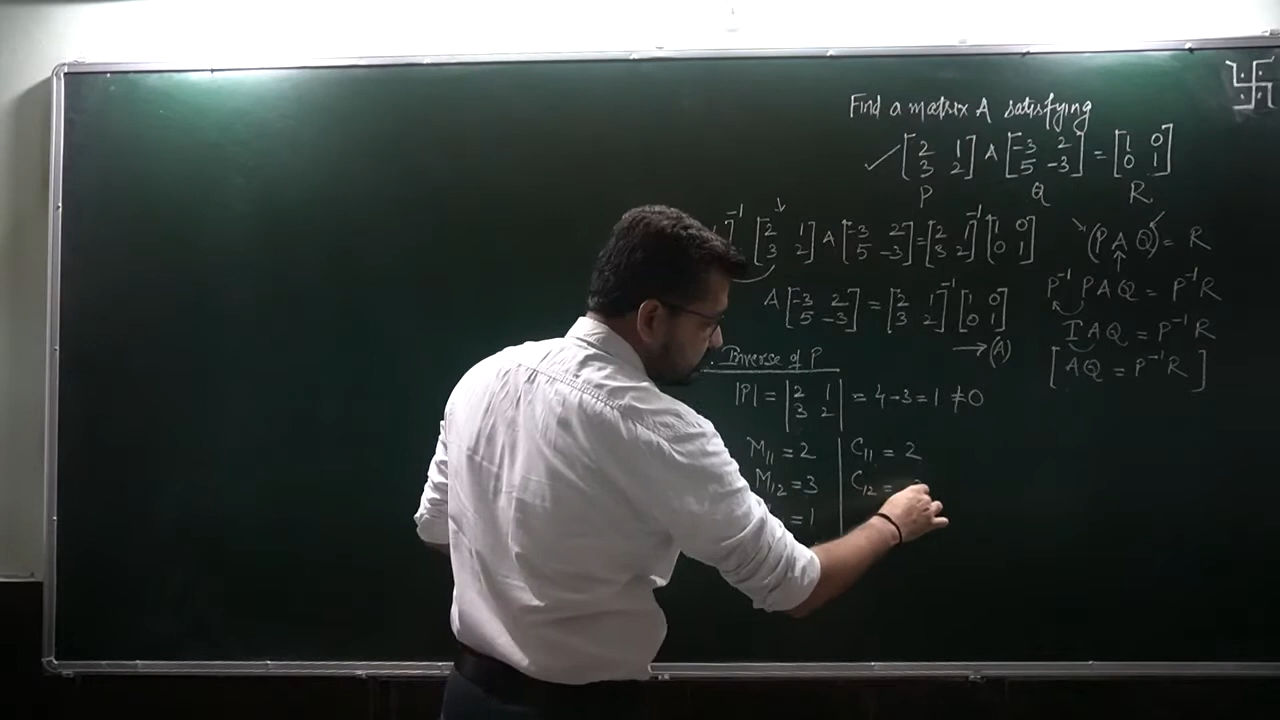 Find a matrix A satisfying
✓ [2 1; 3 2] A [-3 2; 5 -3] = [1 0; 0 1]
P Q R
]⁻¹ [2 1; 3 2] A [-3 2; 5 -3] = [2 1; 3 2]⁻¹ [1 0; 0 1]
A [-3 2; 5 -3] = [2 1; 3 2]⁻¹ [1 0; 0 1]
→ (A)
(P A Q) = R
P⁻¹ P A Q = P⁻¹ R
I A Q = P⁻¹ R
[AQ = P⁻¹ R]
Inverse of P
|P| = |2 1; 3 2| = 4-3 = 1 ≠ 0
M₁₁ = 2
M₁₂ = 3
= 1
C₁₁ = 2
C₁₂ =